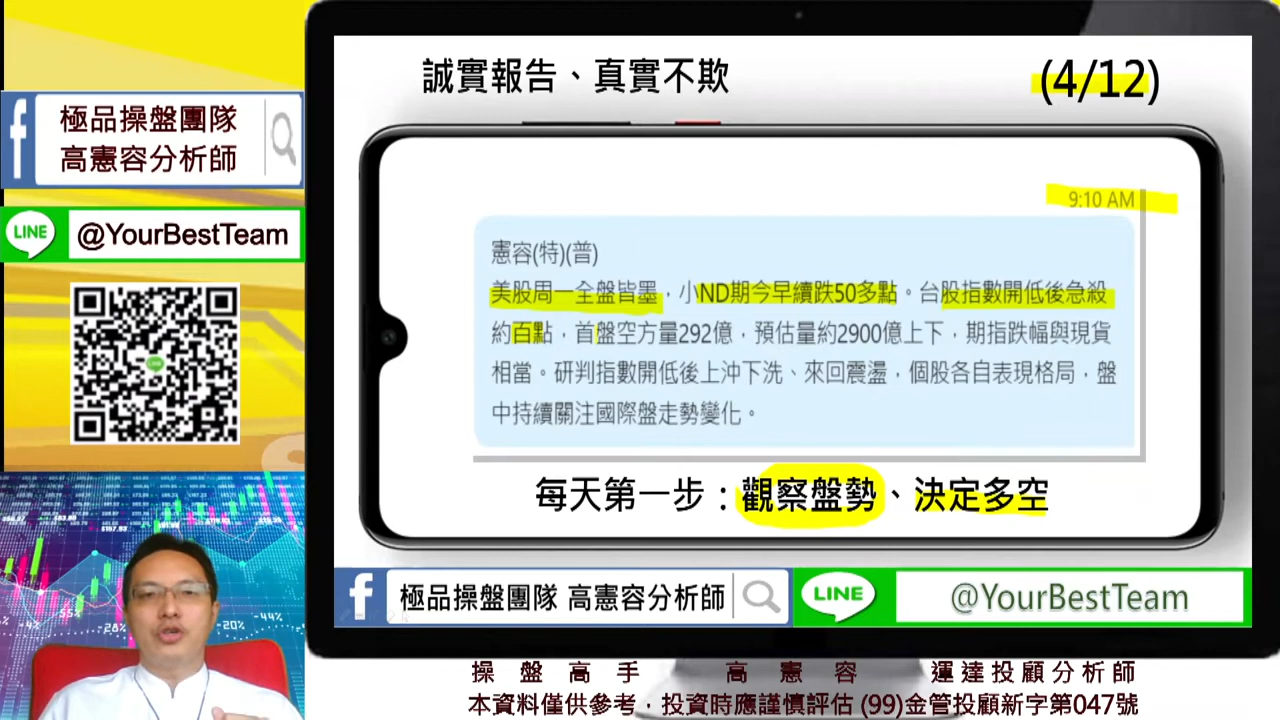 誠實報告、真實不欺
(4/12)
極品操盤團隊
高憲容分析師
LINE
@YourBestTeam
9:10 AM
憲容(特)(普)
美股周一全盤皆墨，小ND期今早續跌50多點。台股指數開低後急殺
約百點，首盤空方量292億，預估量約2900億上下，期指跌幅與現貨
相當。研判指數開低後上沖下洗、來回震盪，個股各自表現格局，盤
中持續關注國際盤走勢變化。
每天第一步：觀察盤勢、決定多空
極品操盤團隊 高憲容分析師
LINE
@YourBestTeam
操盤高手 高憲容 運達投顧分析師
本資料僅供參考，投資時應謹慎評估 (99)金管投顧新字第047號
-28%
-20%
-44%